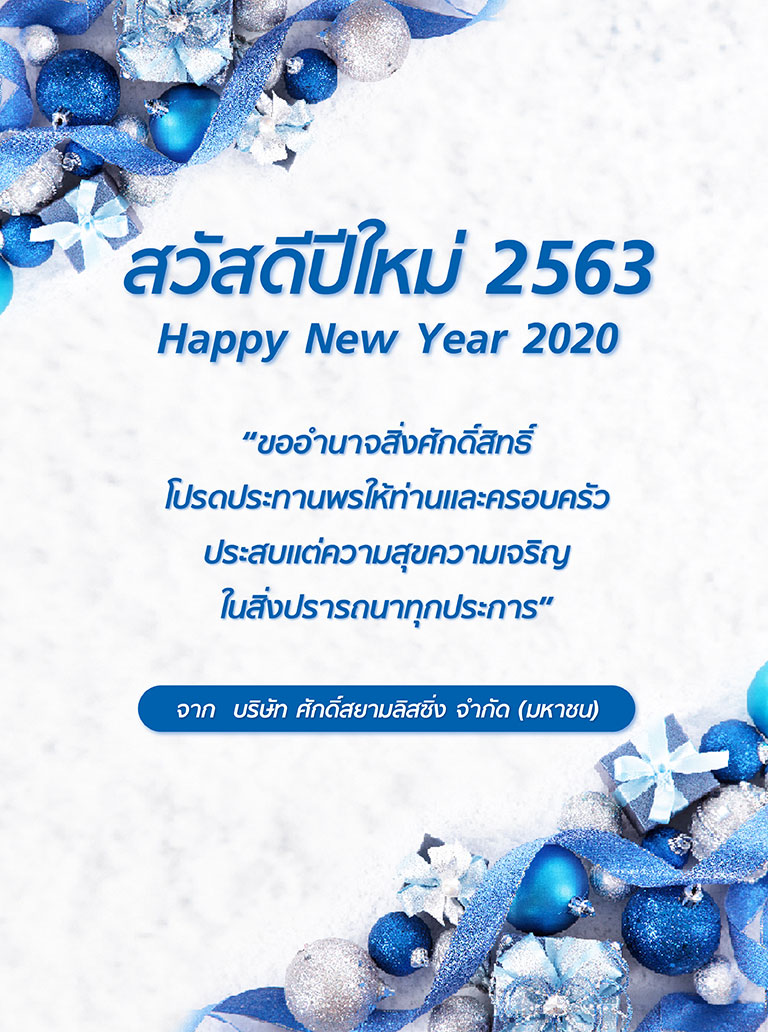 สวัสดีปีใหม่ 2563
Happy New Year 2020
“ขออำนาจสิ่งศักดิ์สิทธิ์
โปรดประทานพรให้ท่านและครอบครัว
ประสบแต่ความสุขความเจริญ
ในสิ่งปรารถนาทุกประการ”
จาก บริษัท ศักดิ์สยามลิสซิ่ง จำกัด (มหาชน)